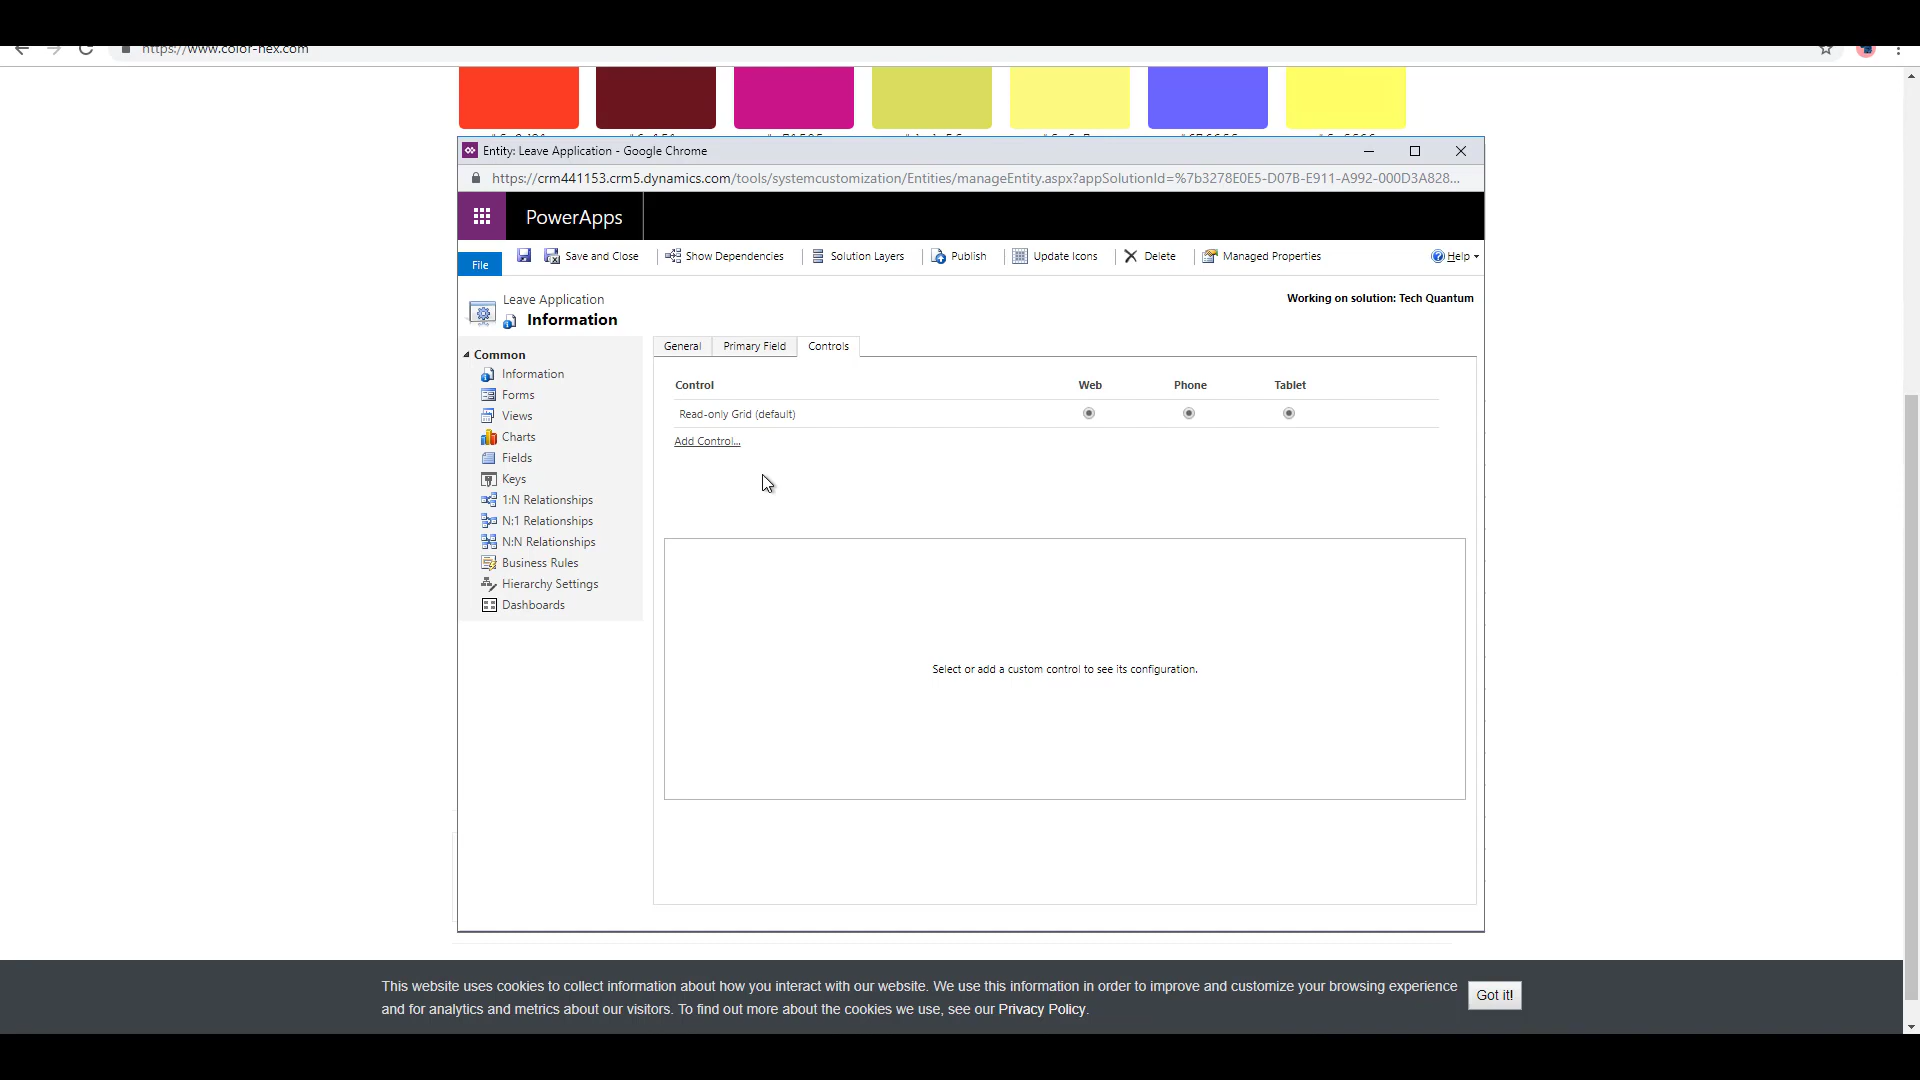 https://www.color-hex.com
Entity: Leave Application - Google Chrome
https://crm441153.crm5.dynamics.com/tools/systemcustomization/Entities/manageEntity.aspx?appSolutionId=%7b3278E0E5-D07B-E911-A992-000D3A828...
PowerApps
File
Save and Close
Show Dependencies
Solution Layers
Publish
Update Icons
Delete
Managed Properties
Help
Leave Application
Information
Working on solution: Tech Quantum
Common
Information
Forms
Views
Charts
Fields
Keys
1:N Relationships
N:1 Relationships
N:N Relationships
Business Rules
Hierarchy Settings
Dashboards
General Primary Field Controls
Control Web Phone Tablet
Read-only Grid (default)
Add Control...
Select or add a custom control to see its configuration.
This website uses cookies to collect information about how you interact with our website. We use this information in order to improve and customize your browsing experience
and for analytics and metrics about our visitors. To find out more about the cookies we use, see our Privacy Policy.
Got it!